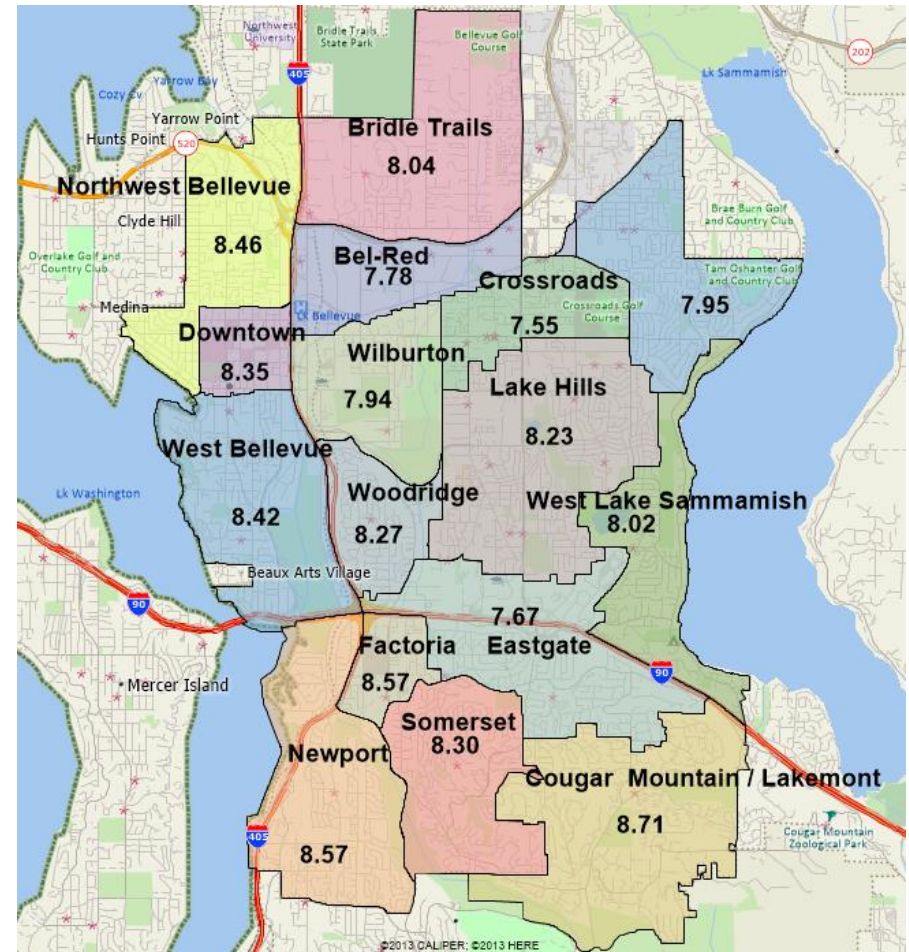 Northwest
University
Bridle Trails
State Park
Bellevue Golf
Course
405
202
Lk Sammamish
Yarrow Bay
Cozy Cv
Yarrow Point
Hunts Point
520
Bridle Trails
8.04
Northwest Bellevue
Clyde Hill
8.46
Brae Burn Golf
and Country Club
Overlake Golf and
Country Club
Bel-Red
7.78
Crossroads
Tam Oshanter Golf
and Country Club
Medina
Lk Bellevue
Crossroads Golf
Course
7.95
7.55
Downtown
8.35
Wilburton
7.94
Lake Hills
8.23
West Bellevue
Lk Washington
8.42
Woodridge
8.27
West Lake Sammamish
8.02
Beaux Arts Village
90
7.67
Factoria
Eastgate
8.57
90
Mercer Island
Somerset
8.30
Newport
Cougar Mountain / Lakemont
8.71
8.57
405
Cougar Mountain
Zoological Park
©2013 CALIPER; ©2013 HERE